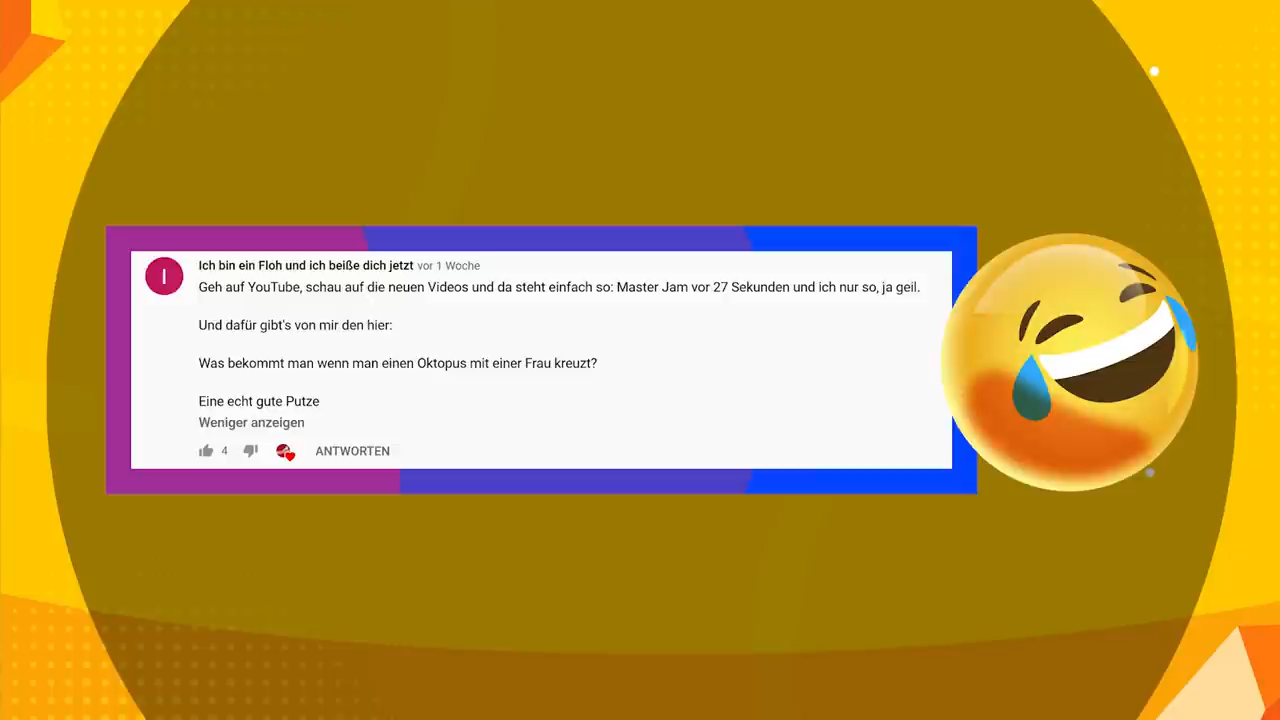 I
Ich bin ein Floh und ich beiße dich jetzt vor 1 Woche
Geh auf YouTube, schau auf die neuen Videos und da steht einfach so: Master Jam vor 27 Sekunden und ich nur so, ja geil.
Und dafür gibt's von mir den hier:
Was bekommt man wenn man einen Oktopus mit einer Frau kreuzt?
Eine echt gute Putze
Weniger anzeigen
4 ANTWORTEN